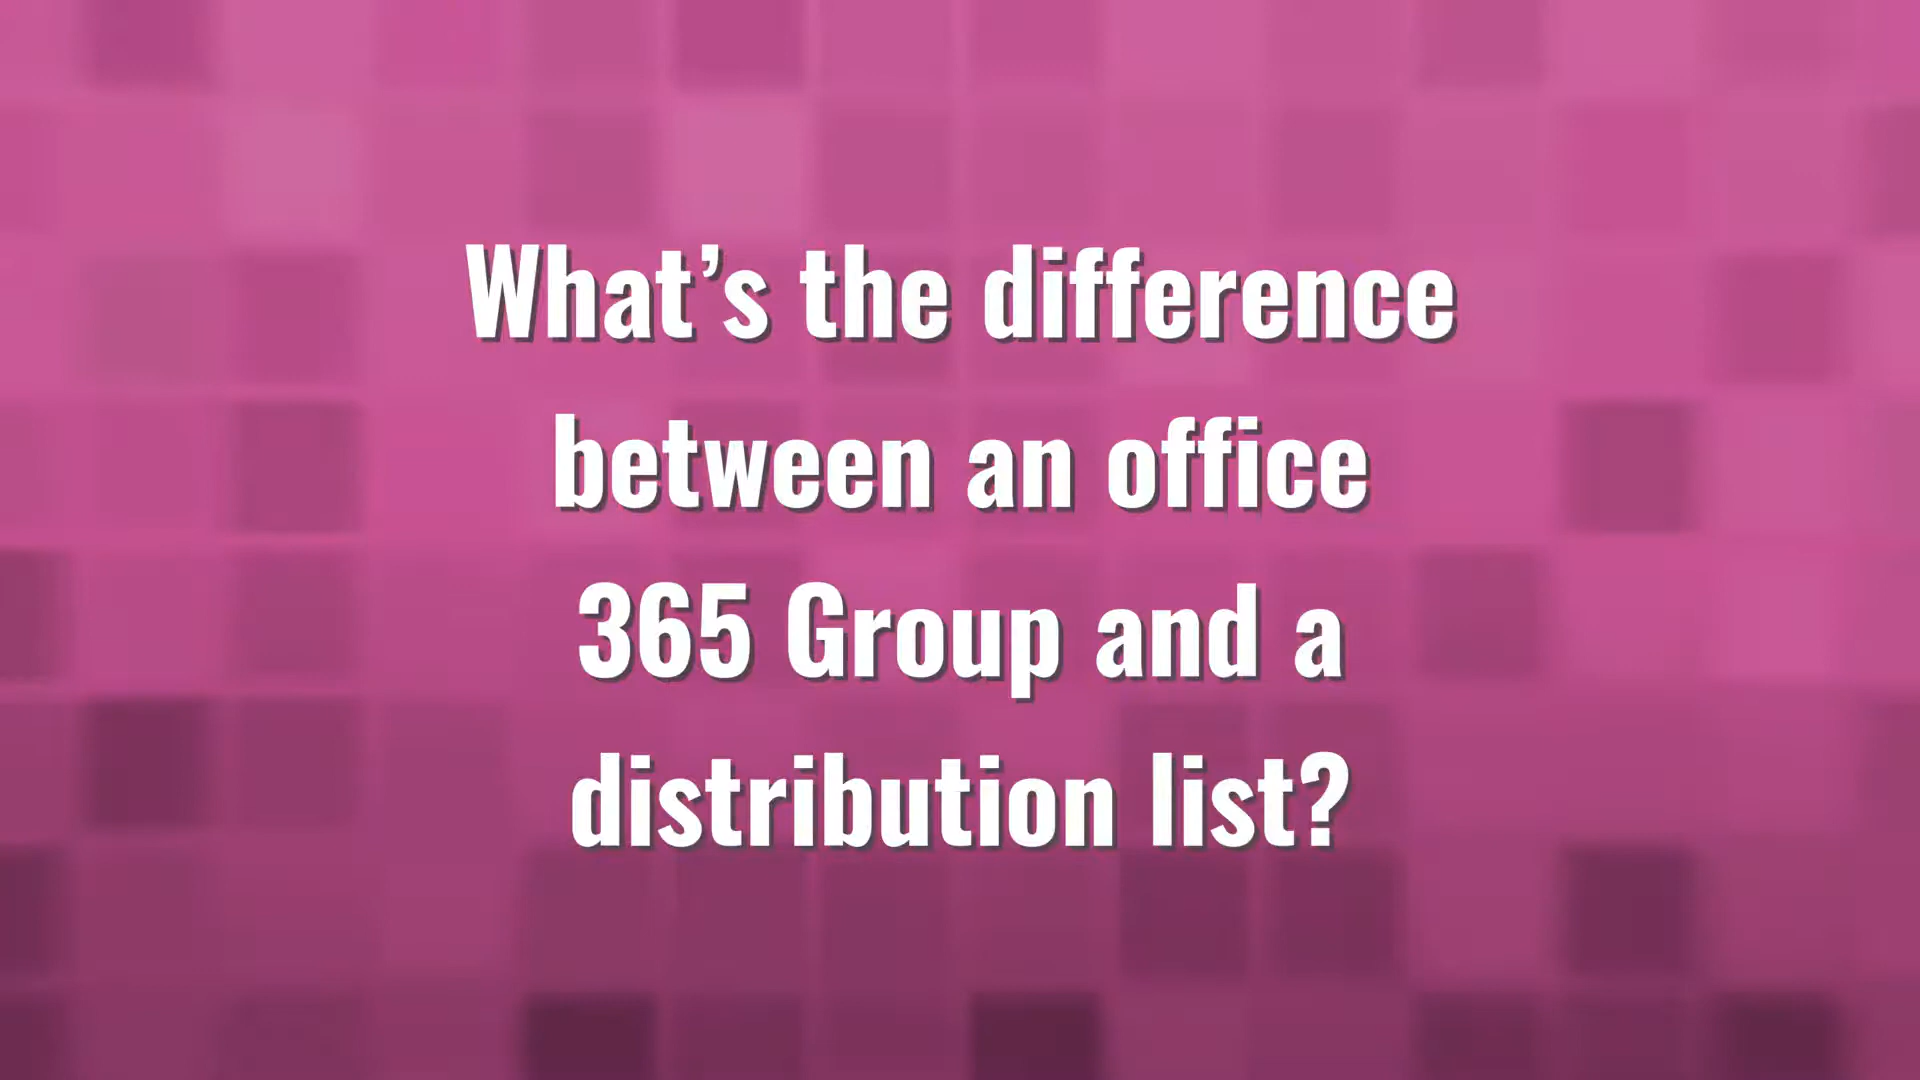 What’s the difference
between an office
365 Group and a
distribution list?